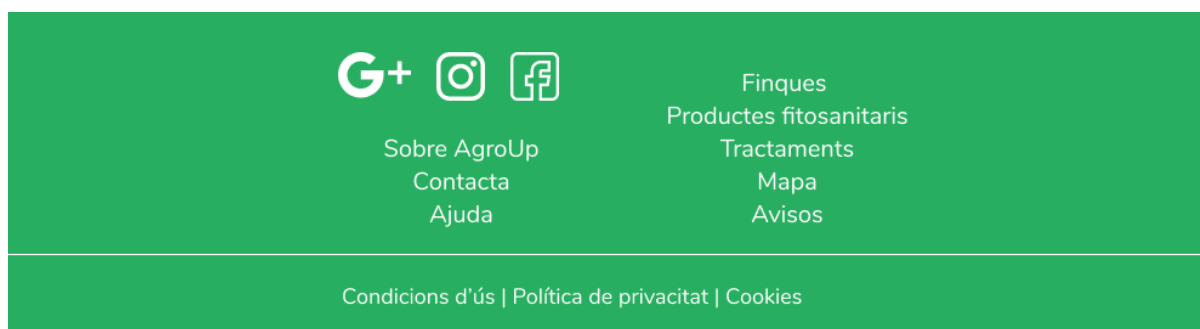 G+
Sobre AgroUp
Contacta
Ajuda
Finques
Productes fitosanitaris
Tractaments
Mapa
Avisos
Condicions d'ús | Política de privacitat | Cookies